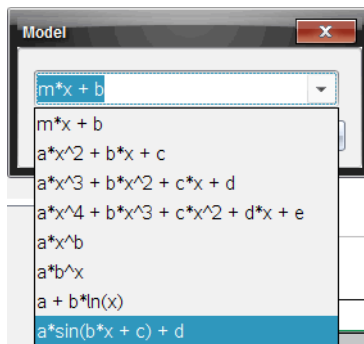 Model
x
m*x + b
m*x + b
a*x^2 + b*x + c
a*x^3 + b*x^2 + c*x + d
a*x^4 + b*x^3 + c*x^2 + d*x + e
a*x^b
a*b^x
a + b*ln(x)
a*sin(b*x + c) + d